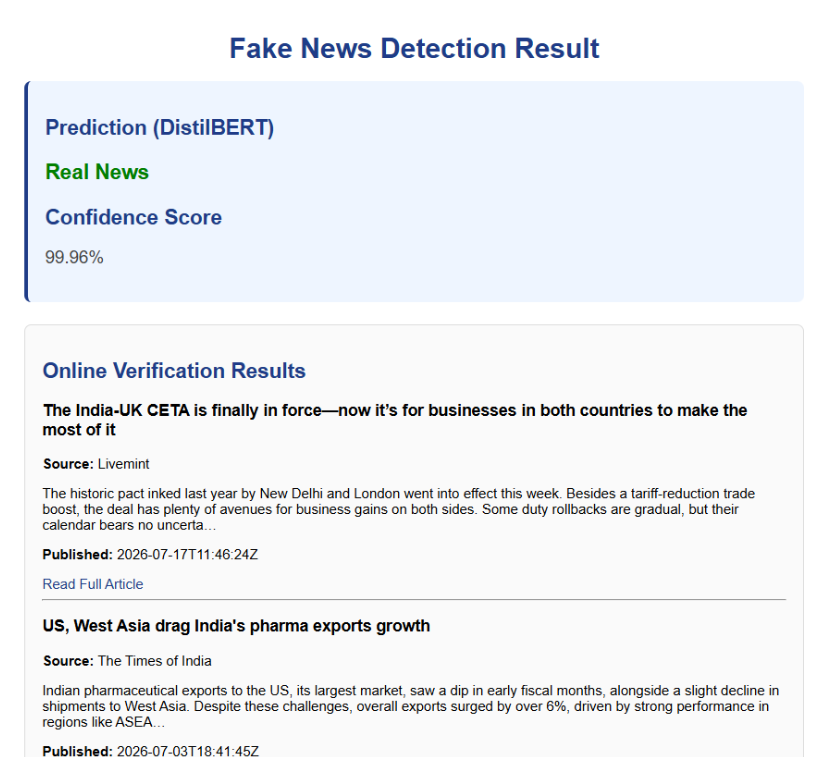 Fake News Detection Result
Prediction (DistilBERT)
Real News
Confidence Score
99.96%
Online Verification Results
The India-UK CETA is finally in force—now it’s for businesses in both countries to make the
most of it
Source: Livemint
The historic pact inked last year by New Delhi and London went into effect this week. Besides a tariff-reduction trade
boost, the deal has plenty of avenues for business gains on both sides. Some duty rollbacks are gradual, but their
calendar bears no uncerta…
Published: 2026-07-17T11:46:24Z
Read Full Article
US, West Asia drag India's pharma exports growth
Source: The Times of India
Indian pharmaceutical exports to the US, its largest market, saw a dip in early fiscal months, alongside a slight decline in
shipments to West Asia. Despite these challenges, overall exports surged by over 6%, driven by strong performance in
regions like ASEA…
Published: 2026-07-03T18:41:45Z